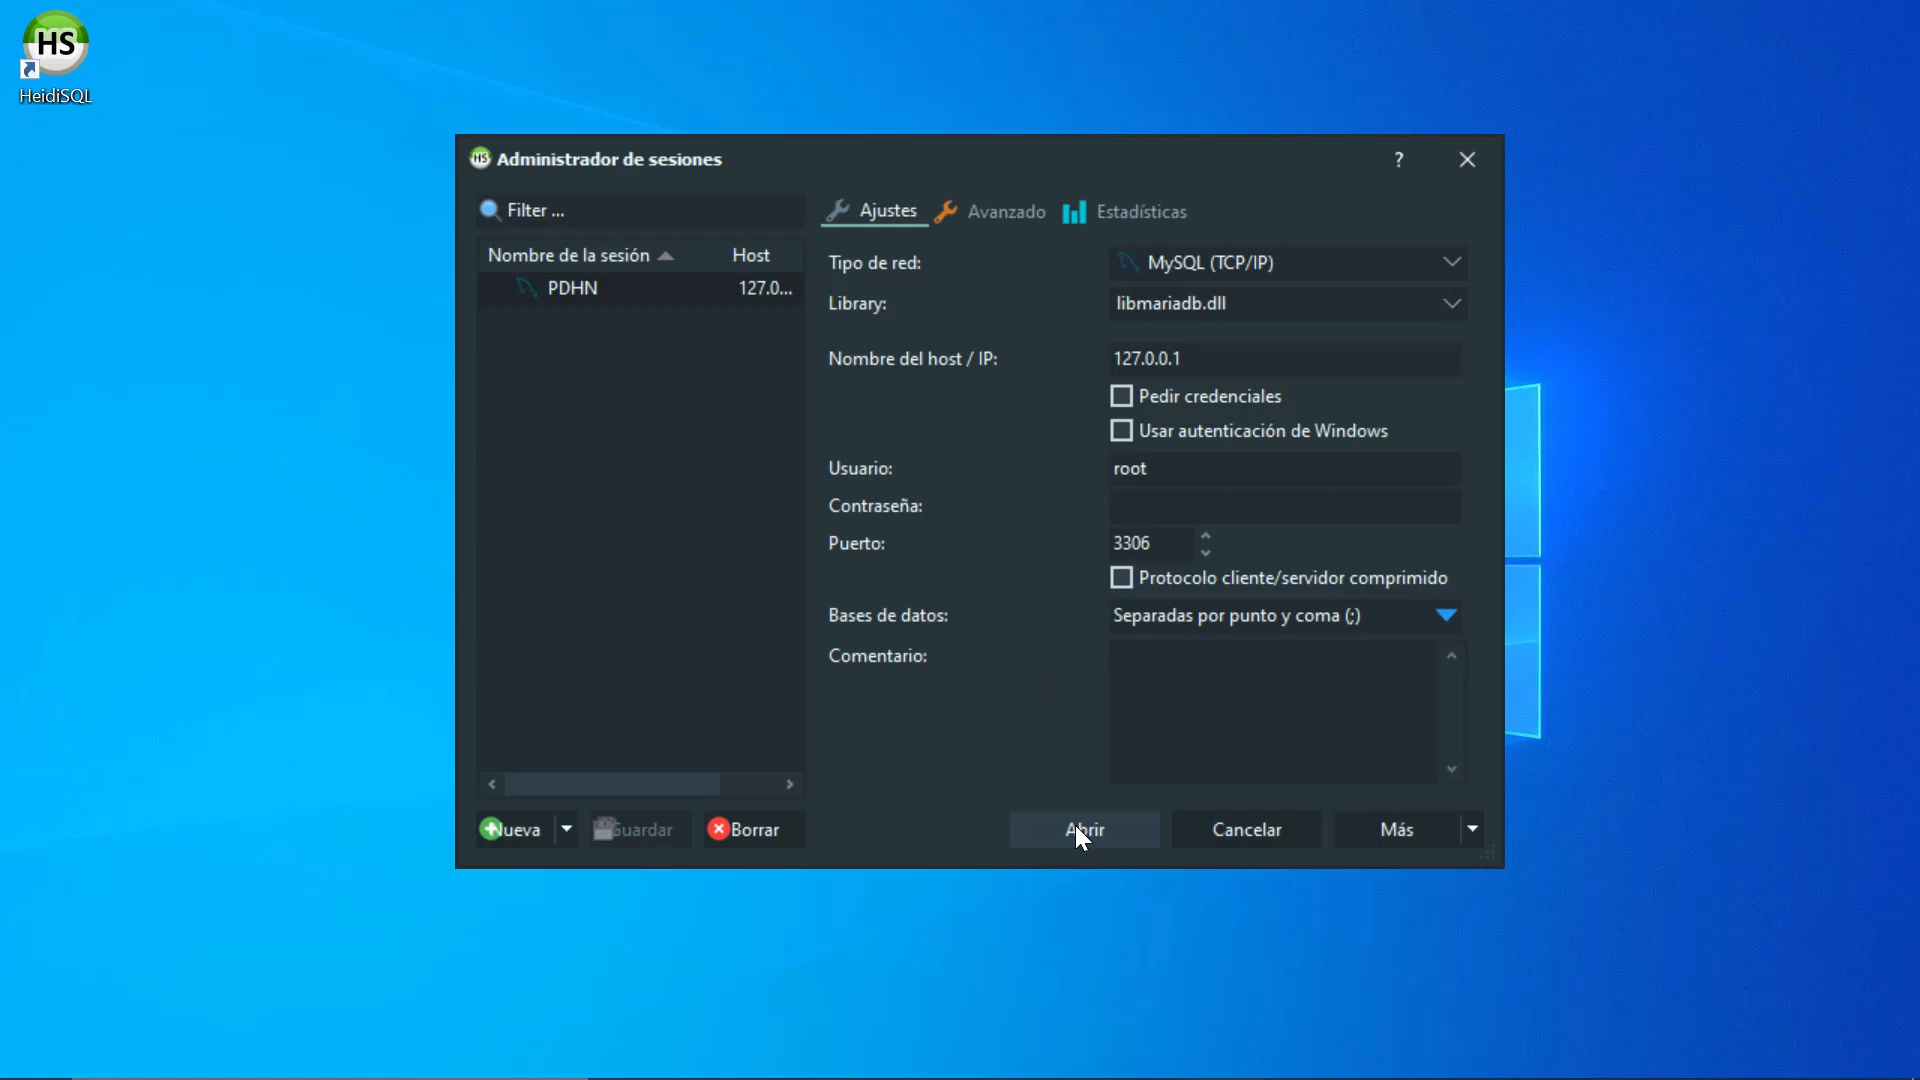 HS
HeidiSQL
HS Administrador de sesiones
?
Filter ...
Ajustes
Avanzado
Estadísticas
Nombre de la sesión
Host
PDHN
127.0...
Tipo de red:
MySQL (TCP/IP)
Library:
libmariadb.dll
Nombre del host / IP:
127.0.0.1
Pedir credenciales
Usar autenticación de Windows
Usuario:
root
Contraseña:
Puerto:
3306
Protocolo cliente/servidor comprimido
Bases de datos:
Separadas por punto y coma (;)
Comentario:
Nueva
Guardar
Borrar
Abrir
Cancelar
Más